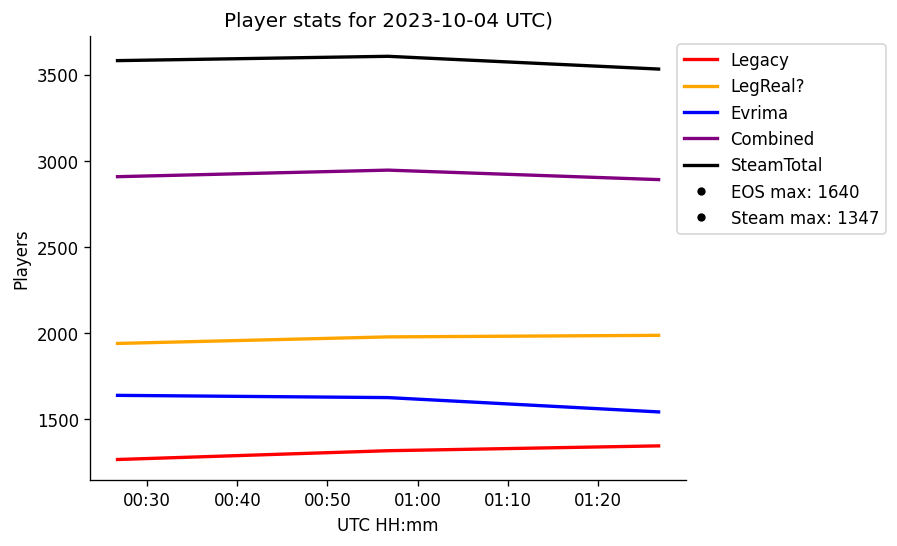 Player stats for 2023-10-04 UTC)
3500
3000
2500
2000
1500
Players
00:30 00:40 00:50 01:00 01:10 01:20
UTC HH:mm
Legacy
LegReal?
Evrima
Combined
SteamTotal
EOS max: 1640
Steam max: 1347